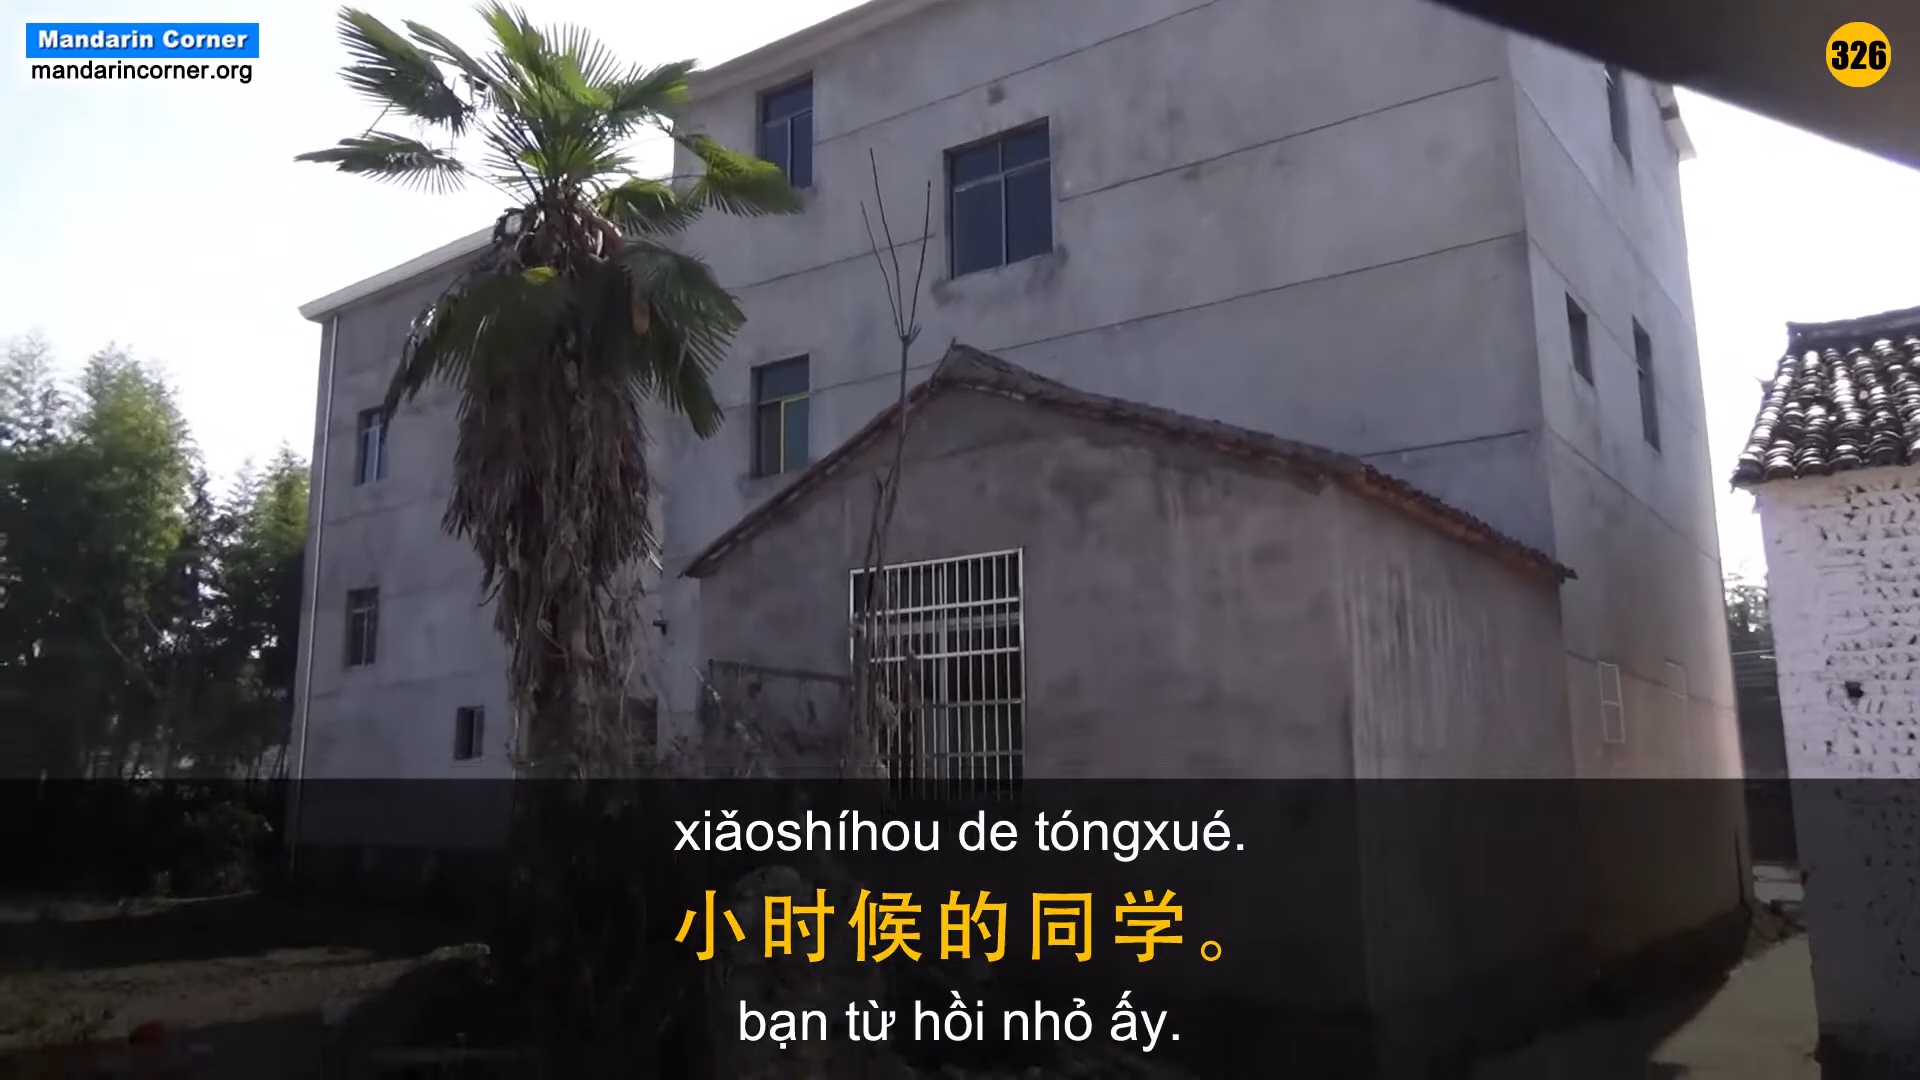 Mandarin Corner
mandarincorner.org
326
xiǎoshíhou de tóngxué.
小时候的同学。
bạn từ hồi nhỏ ấy.